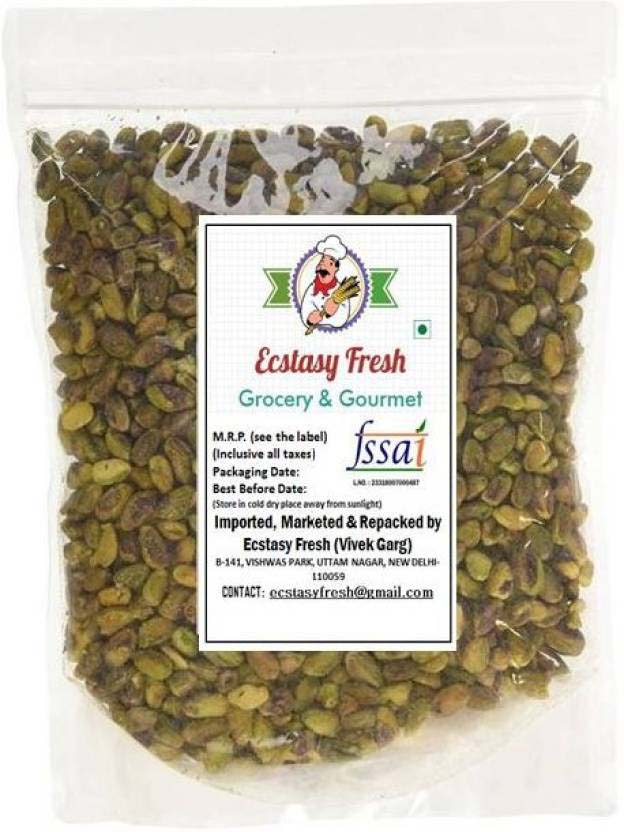 Ecstasy Fresh
Grocery & Gourmet
M.R.P. (see the label)
(Inclusive all taxes)
Packaging Date:
Best Before Date:
(Store in cold dry place away from sunlight)
fssai
LNO. : 23318007000487
Imported, Marketed & Repacked by
Ecstasy Fresh (Vivek Garg)
B-141, VISHWAS PARK, UTTAM NAGAR, NEW DELHI-
110059
CONTACT: ecstasyfresh@gmail.com